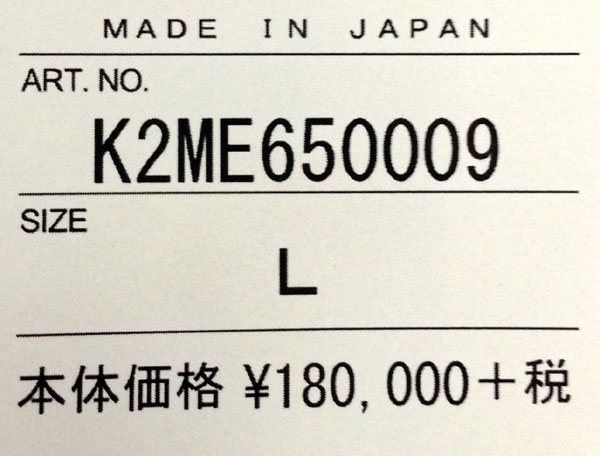 MADE IN JAPAN
ART. NO.
K2ME650009
SIZE
L
本体価格 ¥180,000＋税